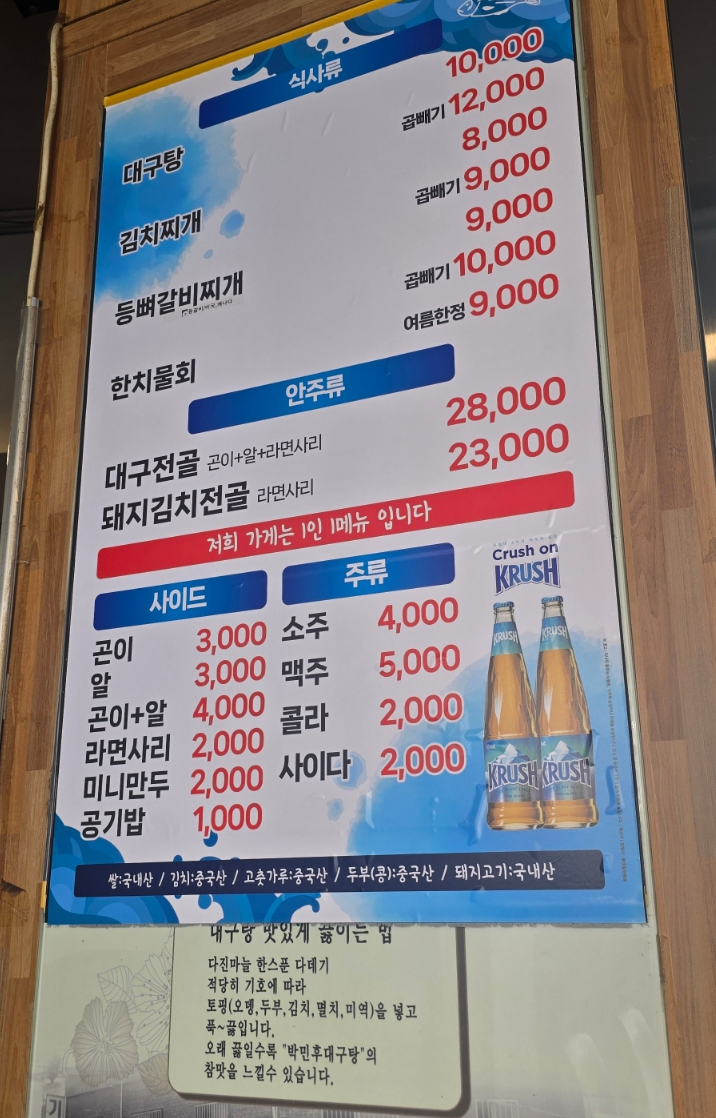 식사류
대구탕 10,000
곱빼기 12,000
김치찌개 8,000
곱빼기 9,000
등뼈갈비찌개 9,000
곱빼기 10,000
한치물회 여름한정 9,000
안주류
대구전골 곤이+알+라면사리 28,000
돼지김치전골 라면사리 23,000
저희 가게는 1인 1메뉴 입니다
사이드
곤이 3,000
알 3,000
곤이+알 4,000
라면사리 2,000
미니만두 2,000
공기밥 1,000
주류
소주 4,000
맥주 5,000
콜라 2,000
사이다 2,000
Crush on
KRUSH
KRUSH KRUSH
KRUSH KRUSH
쌀:국내산 / 김치:중국산 / 고춧가루:중국산 / 두부(콩):중국산 / 돼지고기:국내산
대구탕 맛있게 끓이는 법
다진마늘 한스푼 다데기
적당히 기호에 따라
토핑(오뎅,두부,김치,멸치,미역)을 넣고
푹~끓입니다.
오래 끓일수록 "박민후대구탕"의
참맛을 느낄수 있습니다.
기